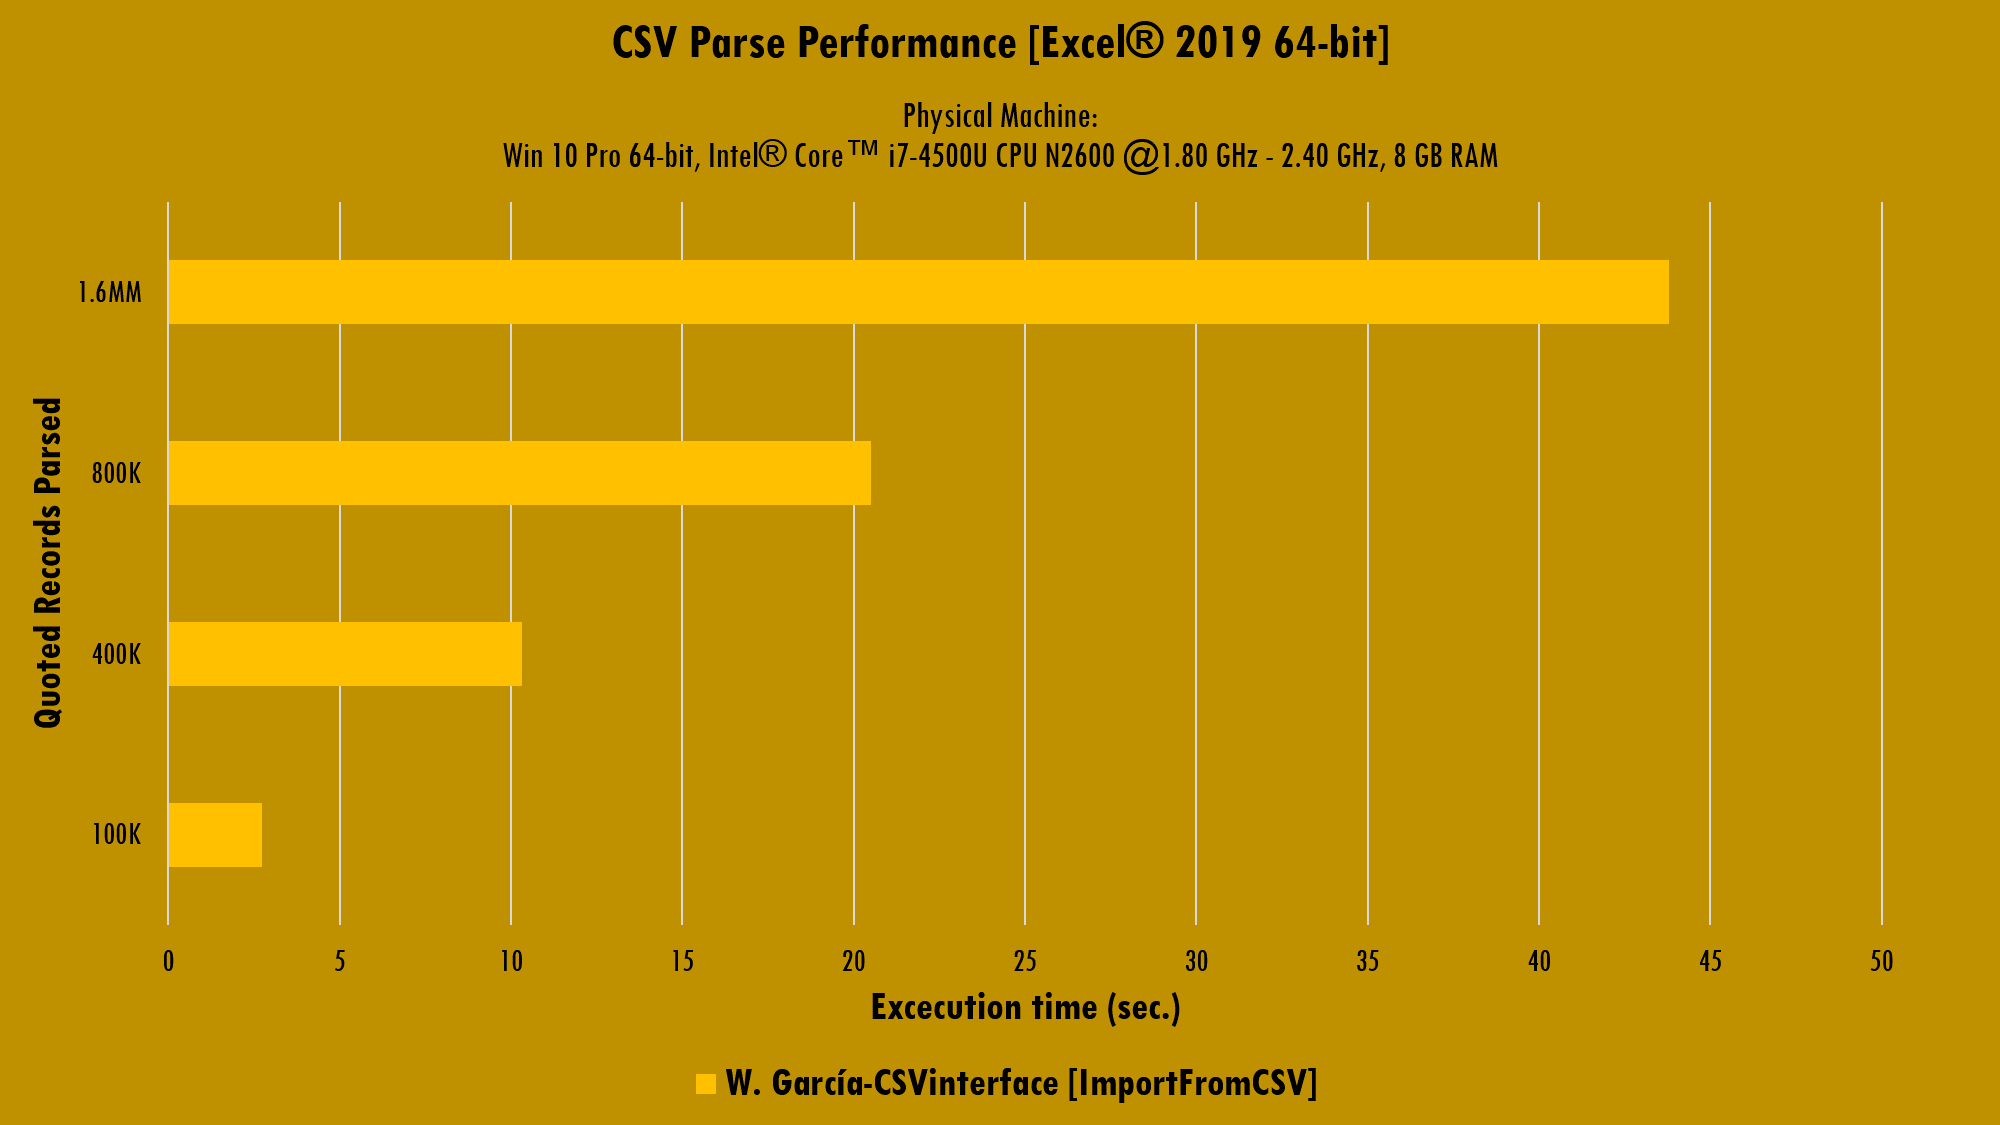 CSV Parse Performance [Excel® 2019 64-bit]
Physical Machine:
Win 10 Pro 64-bit, Intel® Core™ i7-4500U CPU N2600 @1.80 GHz - 2.40 GHz, 8 GB RAM
Quoted Records Parsed
1.6MM
800K
400K
100K
0 5 10 15 20 25 30 35 40 45 50
Excecution time (sec.)
W. García-CSVinterface [ImportFromCSV]